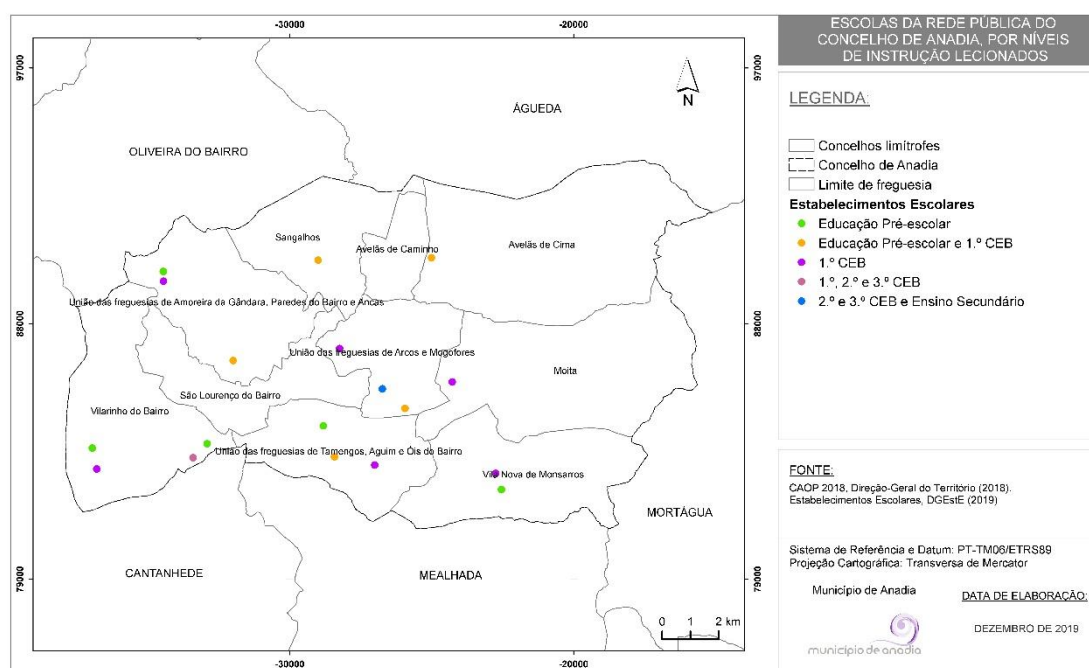 -30000
-20000
97000
97000
ÁGUEDA
N
OLIVEIRA DO BAIRRO
Sangalhos
Avelãs de Caminho
Avelãs de Cima
União das freguesias de Amoreira da Gândara, Paredes do Bairro e Ancas
88000
88000
União das freguesias de Arcos e Mogofores
Moita
São Lourenço do Bairro
Vilarinho do Bairro
União das freguesias de Tamengos, Aguim e Óis do Bairro
Vila Nova de Monsarros
MORTÁGUA
CANTANHEDE
MEALHADA
79000
79000
0 1 2 km
-30000
-20000
ESCOLAS DA REDE PÚBLICA DO
CONCELHO DE ANADIA, POR NÍVEIS
DE INSTRUÇÃO LECIONADOS
LEGENDA:
Concelhos limítrofes
Concelho de Anadia
Limite de freguesia
Estabelecimentos Escolares
Educação Pré-escolar
Educação Pré-escolar e 1.º CEB
1.º CEB
1.º, 2.º e 3.º CEB
2.º e 3.º CEB e Ensino Secundário
FONTE:
CAOP 2018, Direção-Geral do Território (2018).
Estabelecimentos Escolares, DGEstE (2019)
Sistema de Referência e Datum: PT-TM06/ETRS89
Projeção Cartográfica: Transversa de Mercator
Município de Anadia
DATA DE ELABORAÇÃO:
DEZEMBRO DE 2019
município de anadia